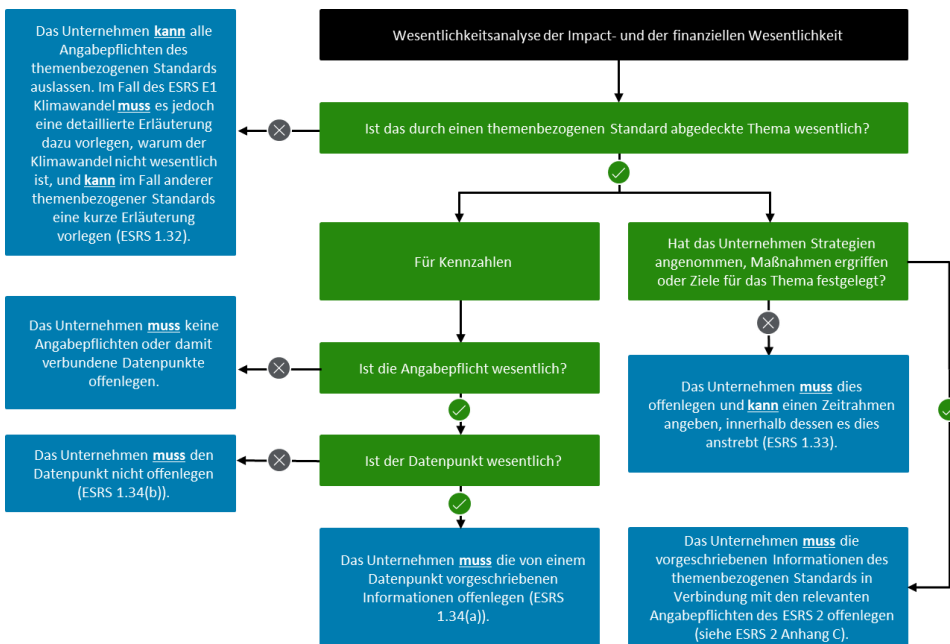 Wesentlichkeitsanalyse der Impact- und der finanziellen Wesentlichkeit
Das Unternehmen kann alle
Angabepflichten des
themenbezogenen Standards
auslassen. Im Fall des ESRS E1
Klimawandel muss es jedoch
eine detaillierte Erläuterung
dazu vorlegen, warum der
Klimawandel nicht wesentlich
ist, und kann im Fall anderer
themenbezogener Standards
eine kurze Erläuterung
vorlegen (ESRS 1.32).
Ist das durch einen themenbezogenen Standard abgedeckte Thema wesentlich?
Für Kennzahlen
Hat das Unternehmen Strategien
angenommen, Maßnahmen ergriffen
oder Ziele für das Thema festgelegt?
Das Unternehmen muss keine
Angabepflichten oder damit
verbundene Datenpunkte
offenlegen.
Ist die Angabepflicht wesentlich?
Das Unternehmen muss dies
offenlegen und kann einen Zeitrahmen
angeben, innerhalb dessen es dies
anstrebt (ESRS 1.33).
Das Unternehmen muss den
Datenpunkt nicht offenlegen
(ESRS 1.34(b)).
Ist der Datenpunkt wesentlich?
Das Unternehmen muss die von einem
Datenpunkt vorgeschriebenen
Informationen offenlegen (ESRS
1.34(a)).
Das Unternehmen muss die
vorgeschriebenen Informationen des
themenbezogenen Standards in
Verbindung mit den relevanten
Angabepflichten des ESRS 2 offenlegen
(siehe ESRS 2 Anhang C).